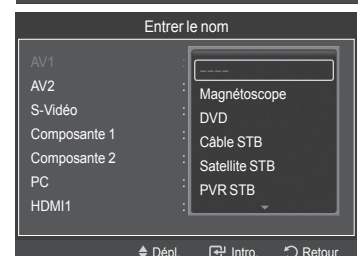 Entrer le nom
AV1 :
AV2 :
S-Vidéo :
Composante 1 :
Composante 2 :
PC :
HDMI1 :
----
Magnétoscope
DVD
Câble STB
Satellite STB
PVR STB
Dépl. Intro. Retour